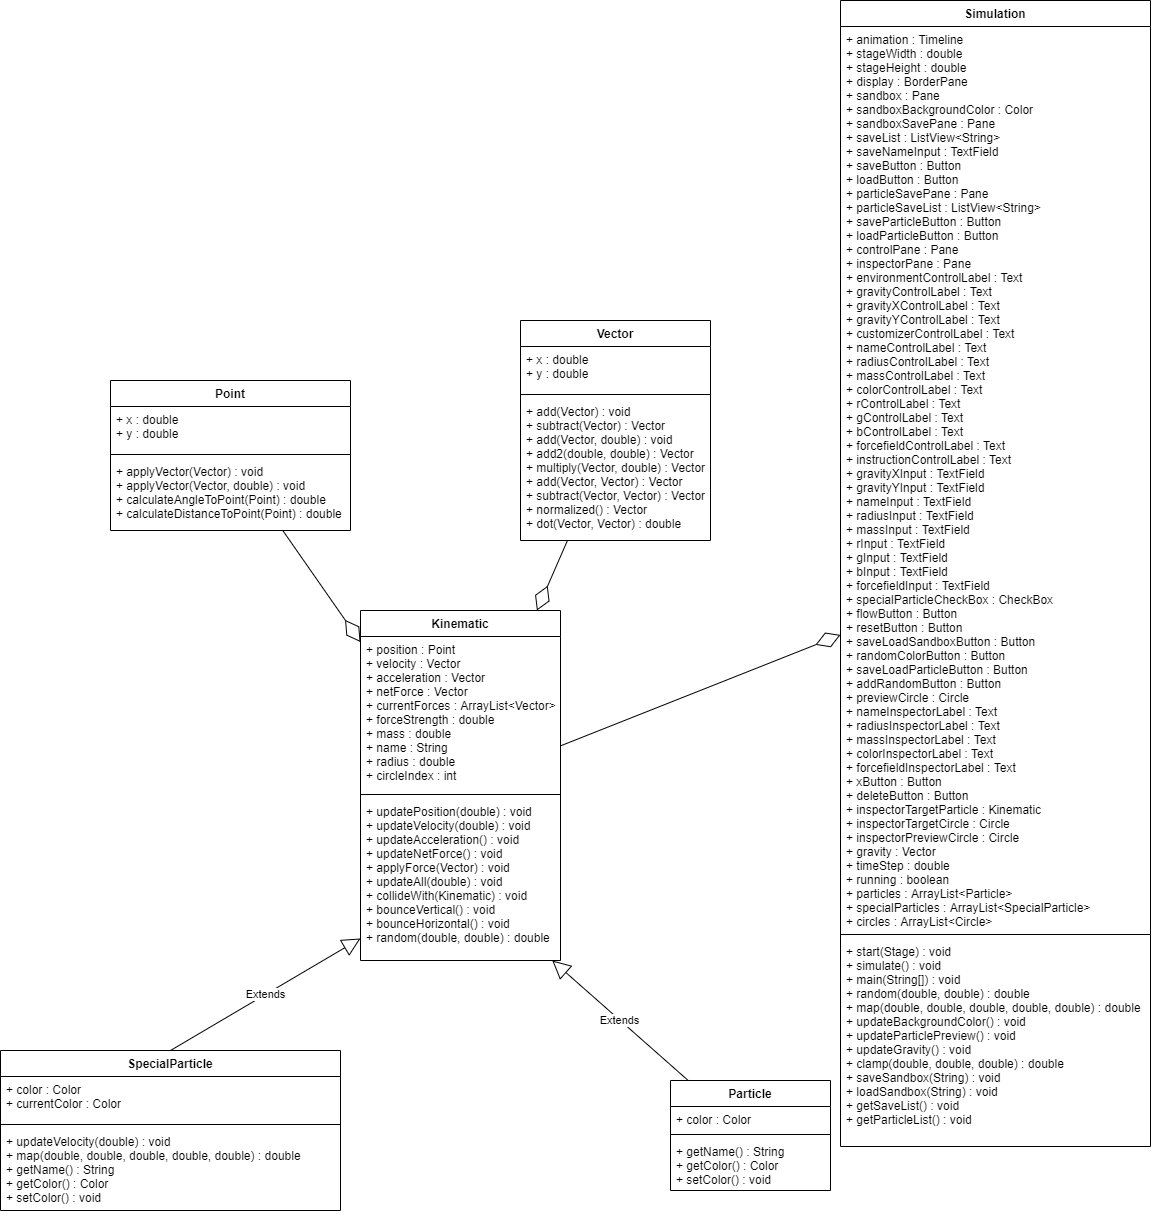 Simulation
+ animation : Timeline
+ stageWidth : double
+ stageHeight : double
+ display : BorderPane
+ sandbox : Pane
+ sandboxBackgroundColor : Color
+ sandboxSavePane : Pane
+ saveList : ListView<String>
+ saveNameInput : TextField
+ saveButton : Button
+ loadButton : Button
+ particleSavePane : Pane
+ particleSaveList : ListView<String>
+ saveParticleButton : Button
+ loadParticleButton : Button
+ controlPane : Pane
+ inspectorPane : Pane
+ environmentControlLabel : Text
+ gravityControlLabel : Text
+ gravityXControlLabel : Text
+ gravityYControlLabel : Text
+ customizerControlLabel : Text
+ nameControlLabel : Text
+ radiusControlLabel : Text
+ massControlLabel : Text
+ colorControlLabel : Text
+ rControlLabel : Text
+ gControlLabel : Text
+ bControlLabel : Text
+ forcefieldControlLabel : Text
+ instructionControlLabel : Text
+ gravityXInput : TextField
+ gravityYInput : TextField
+ nameInput : TextField
+ radiusInput : TextField
+ massInput : TextField
+ rInput : TextField
+ gInput : TextField
+ bInput : TextField
+ forcefieldInput : TextField
+ specialParticleCheckBox : CheckBox
+ flowButton : Button
+ resetButton : Button
+ saveLoadSandboxButton : Button
+ randomColorButton : Button
+ saveLoadParticleButton : Button
+ addRandomButton : Button
+ previewCircle : Circle
+ nameInspectorLabel : Text
+ radiusInspectorLabel : Text
+ massInspectorLabel : Text
+ colorInspectorLabel : Text
+ forcefieldInspectorLabel : Text
+ xButton : Button
+ deleteButton : Button
+ inspectorTargetParticle : Kinematic
+ inspectorTargetCircle : Circle
+ inspectorPreviewCircle : Circle
+ gravity : Vector
+ timeStep : double
+ running : boolean
+ particles : ArrayList<Particle>
+ specialParticles : ArrayList<SpecialParticle>
+ circles : ArrayList<Circle>
+ start(Stage) : void
+ simulate() : void
+ main(String[]) : void
+ random(double, double) : double
+ map(double, double, double, double, double) : double
+ updateBackgroundColor() : void
+ updateParticlePreview() : void
+ updateGravity() : void
+ clamp(double, double, double) : double
+ saveSandbox(String) : void
+ loadSandbox(String) : void
+ getSaveList() : void
+ getParticleList() : void
Vector
+ x : double
+ y : double
+ add(Vector) : void
+ subtract(Vector) : Vector
+ add(Vector, double) : void
+ add2(double, double) : Vector
+ multiply(Vector, double) : Vector
+ add(Vector, Vector) : Vector
+ subtract(Vector, Vector) : Vector
+ normalized() : Vector
+ dot(Vector, Vector) : double
Point
+ x : double
+ y : double
+ applyVector(Vector) : void
+ applyVector(Vector, double) : void
+ calculateAngleToPoint(Point) : double
+ calculateDistanceToPoint(Point) : double
Kinematic
+ position : Point
+ velocity : Vector
+ acceleration : Vector
+ netForce : Vector
+ currentForces : ArrayList<Vector>
+ forceStrength : double
+ mass : double
+ name : String
+ radius : double
+ circleIndex : int
+ updatePosition(double) : void
+ updateVelocity(double) : void
+ updateAcceleration() : void
+ updateNetForce() : void
+ applyForce(Vector) : void
+ updateAll(double) : void
+ collideWith(Kinematic) : void
+ bounceVertical() : void
+ bounceHorizontal() : void
+ random(double, double) : double
Extends
Extends
SpecialParticle
+ color : Color
+ currentColor : Color
+ updateVelocity(double) : void
+ map(double, double, double, double, double) : double
+ getName() : String
+ getColor() : Color
+ setColor() : void
Particle
+ color : Color
+ getName() : String
+ getColor() : Color
+ setColor() : void